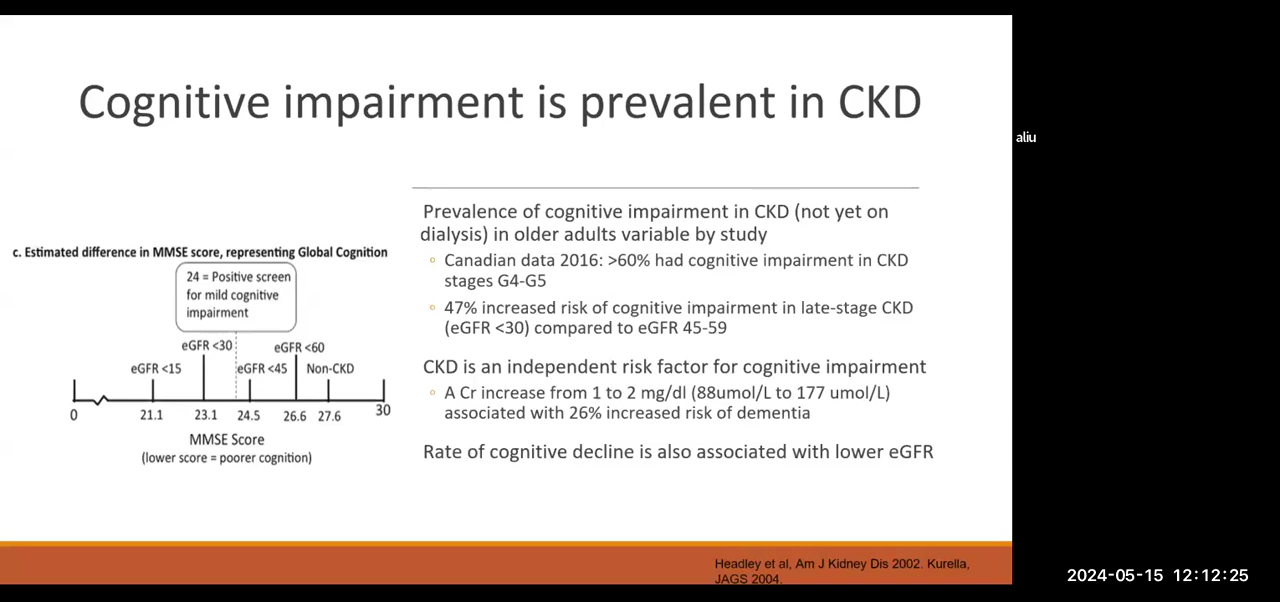 Cognitive impairment is prevalent in CKD
aliu
c. Estimated difference in MMSE score, representing Global Cognition
24 = Positive screen
for mild cognitive
impairment
eGFR <30
eGFR <60
eGFR <15
eGFR <45
Non-CKD
0
21.1
23.1
24.5
26.6
27.6
30
MMSE Score
(lower score = poorer cognition)
Prevalence of cognitive impairment in CKD (not yet on
dialysis) in older adults variable by study
Canadian data 2016: >60% had cognitive impairment in CKD
stages G4-G5
47% increased risk of cognitive impairment in late-stage CKD
(eGFR <30) compared to eGFR 45-59
CKD is an independent risk factor for cognitive impairment
A Cr increase from 1 to 2 mg/dl (88umol/L to 177 umol/L)
associated with 26% increased risk of dementia
Rate of cognitive decline is also associated with lower eGFR
Headley et al, Am J Kidney Dis 2002. Kurella,
JAGS 2004.
2024-05-15 12:12:25